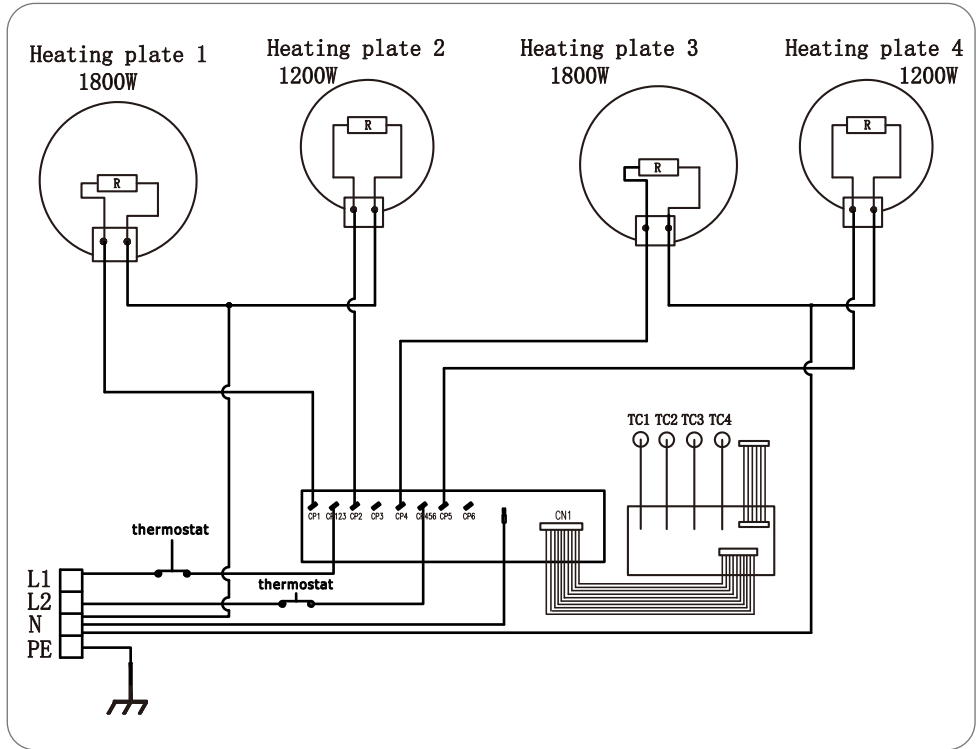 Heating plate 1
1800W
Heating plate 2
1200W
Heating plate 3
1800W
Heating plate 4
1200W
R
R
R
R
TC1 TC2 TC3 TC4
CP1 CP123 CP2 CP3 CP4 CP456 CP5 CP6
CN1
thermostat
thermostat
L1
L2
N
PE